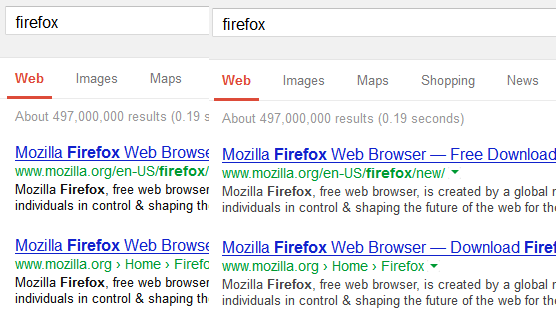 firefox
Web Images Maps
About 497,000,000 results (0.19 s
Mozilla Firefox Web Browse
www.mozilla.org/en-US/firefox/
Mozilla Firefox, free web browser
individuals in control & shaping the
Mozilla Firefox Web Browse
www.mozilla.org › Home › Firefo
Mozilla Firefox, free web browser
individuals in control & shaping the
firefox
Web Images Maps Shopping News
About 497,000,000 results (0.19 seconds)
Mozilla Firefox Web Browser — Free Download
www.mozilla.org/en-US/firefox/new/
Mozilla Firefox, free web browser, is created by a global n
individuals in control & shaping the future of the web for the
Mozilla Firefox Web Browser — Download Firef
www.mozilla.org › Home › Firefox
Mozilla Firefox, free web browser, is created by a global n
individuals in control & shaping the future of the web for the